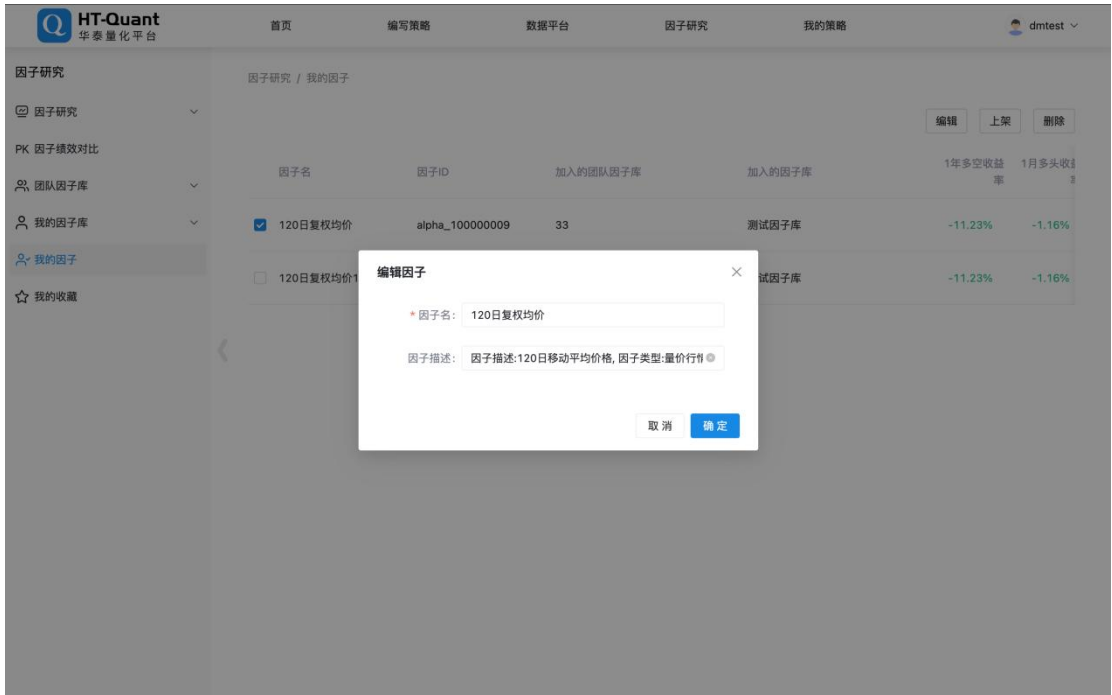 HT-Quant
华泰量化平台
首页 编写策略 数据平台 因子研究 我的策略 dmtest
因子研究
因子研究 / 我的因子
因子研究
编辑 上架 删除
PK 因子绩效对比
因子名 因子ID 加入的团队因子库 加入的因子库 1年多空收益率 1月多头收益
团队因子库
我的因子库
120日复权均价 alpha_100000009 33 测试因子库 -11.23% -1.16%
我的因子
编辑因子
120日复权均价1 试因子库 -11.23% -1.16%
我的收藏
* 因子名: 120日复权均价
因子描述: 因子描述:120日移动平均价格, 因子类型:量价行
取消 确定